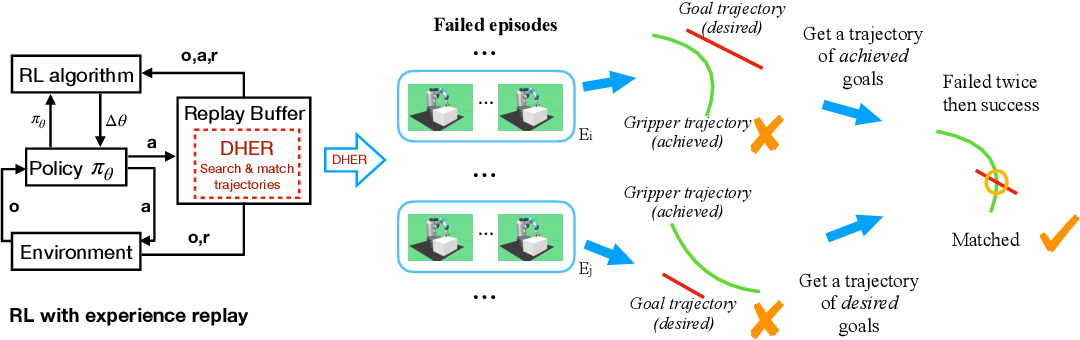 o,a,r
RL algorithm
πθ
Δθ
Policy πθ
a
o
a
Environment
o,r
Replay Buffer
DHER
Search & match
trajectories
RL with experience replay
DHER
Failed episodes
...
...
Ei
...
...
Ej
...
Goal trajectory
(desired)
Gripper trajectory
(achieved)
Gripper trajectory
(achieved)
Goal trajectory
(desired)
Get a trajectory
of achieved
goals
Get a trajectory
of desired
goals
Failed twice
then success
Matched